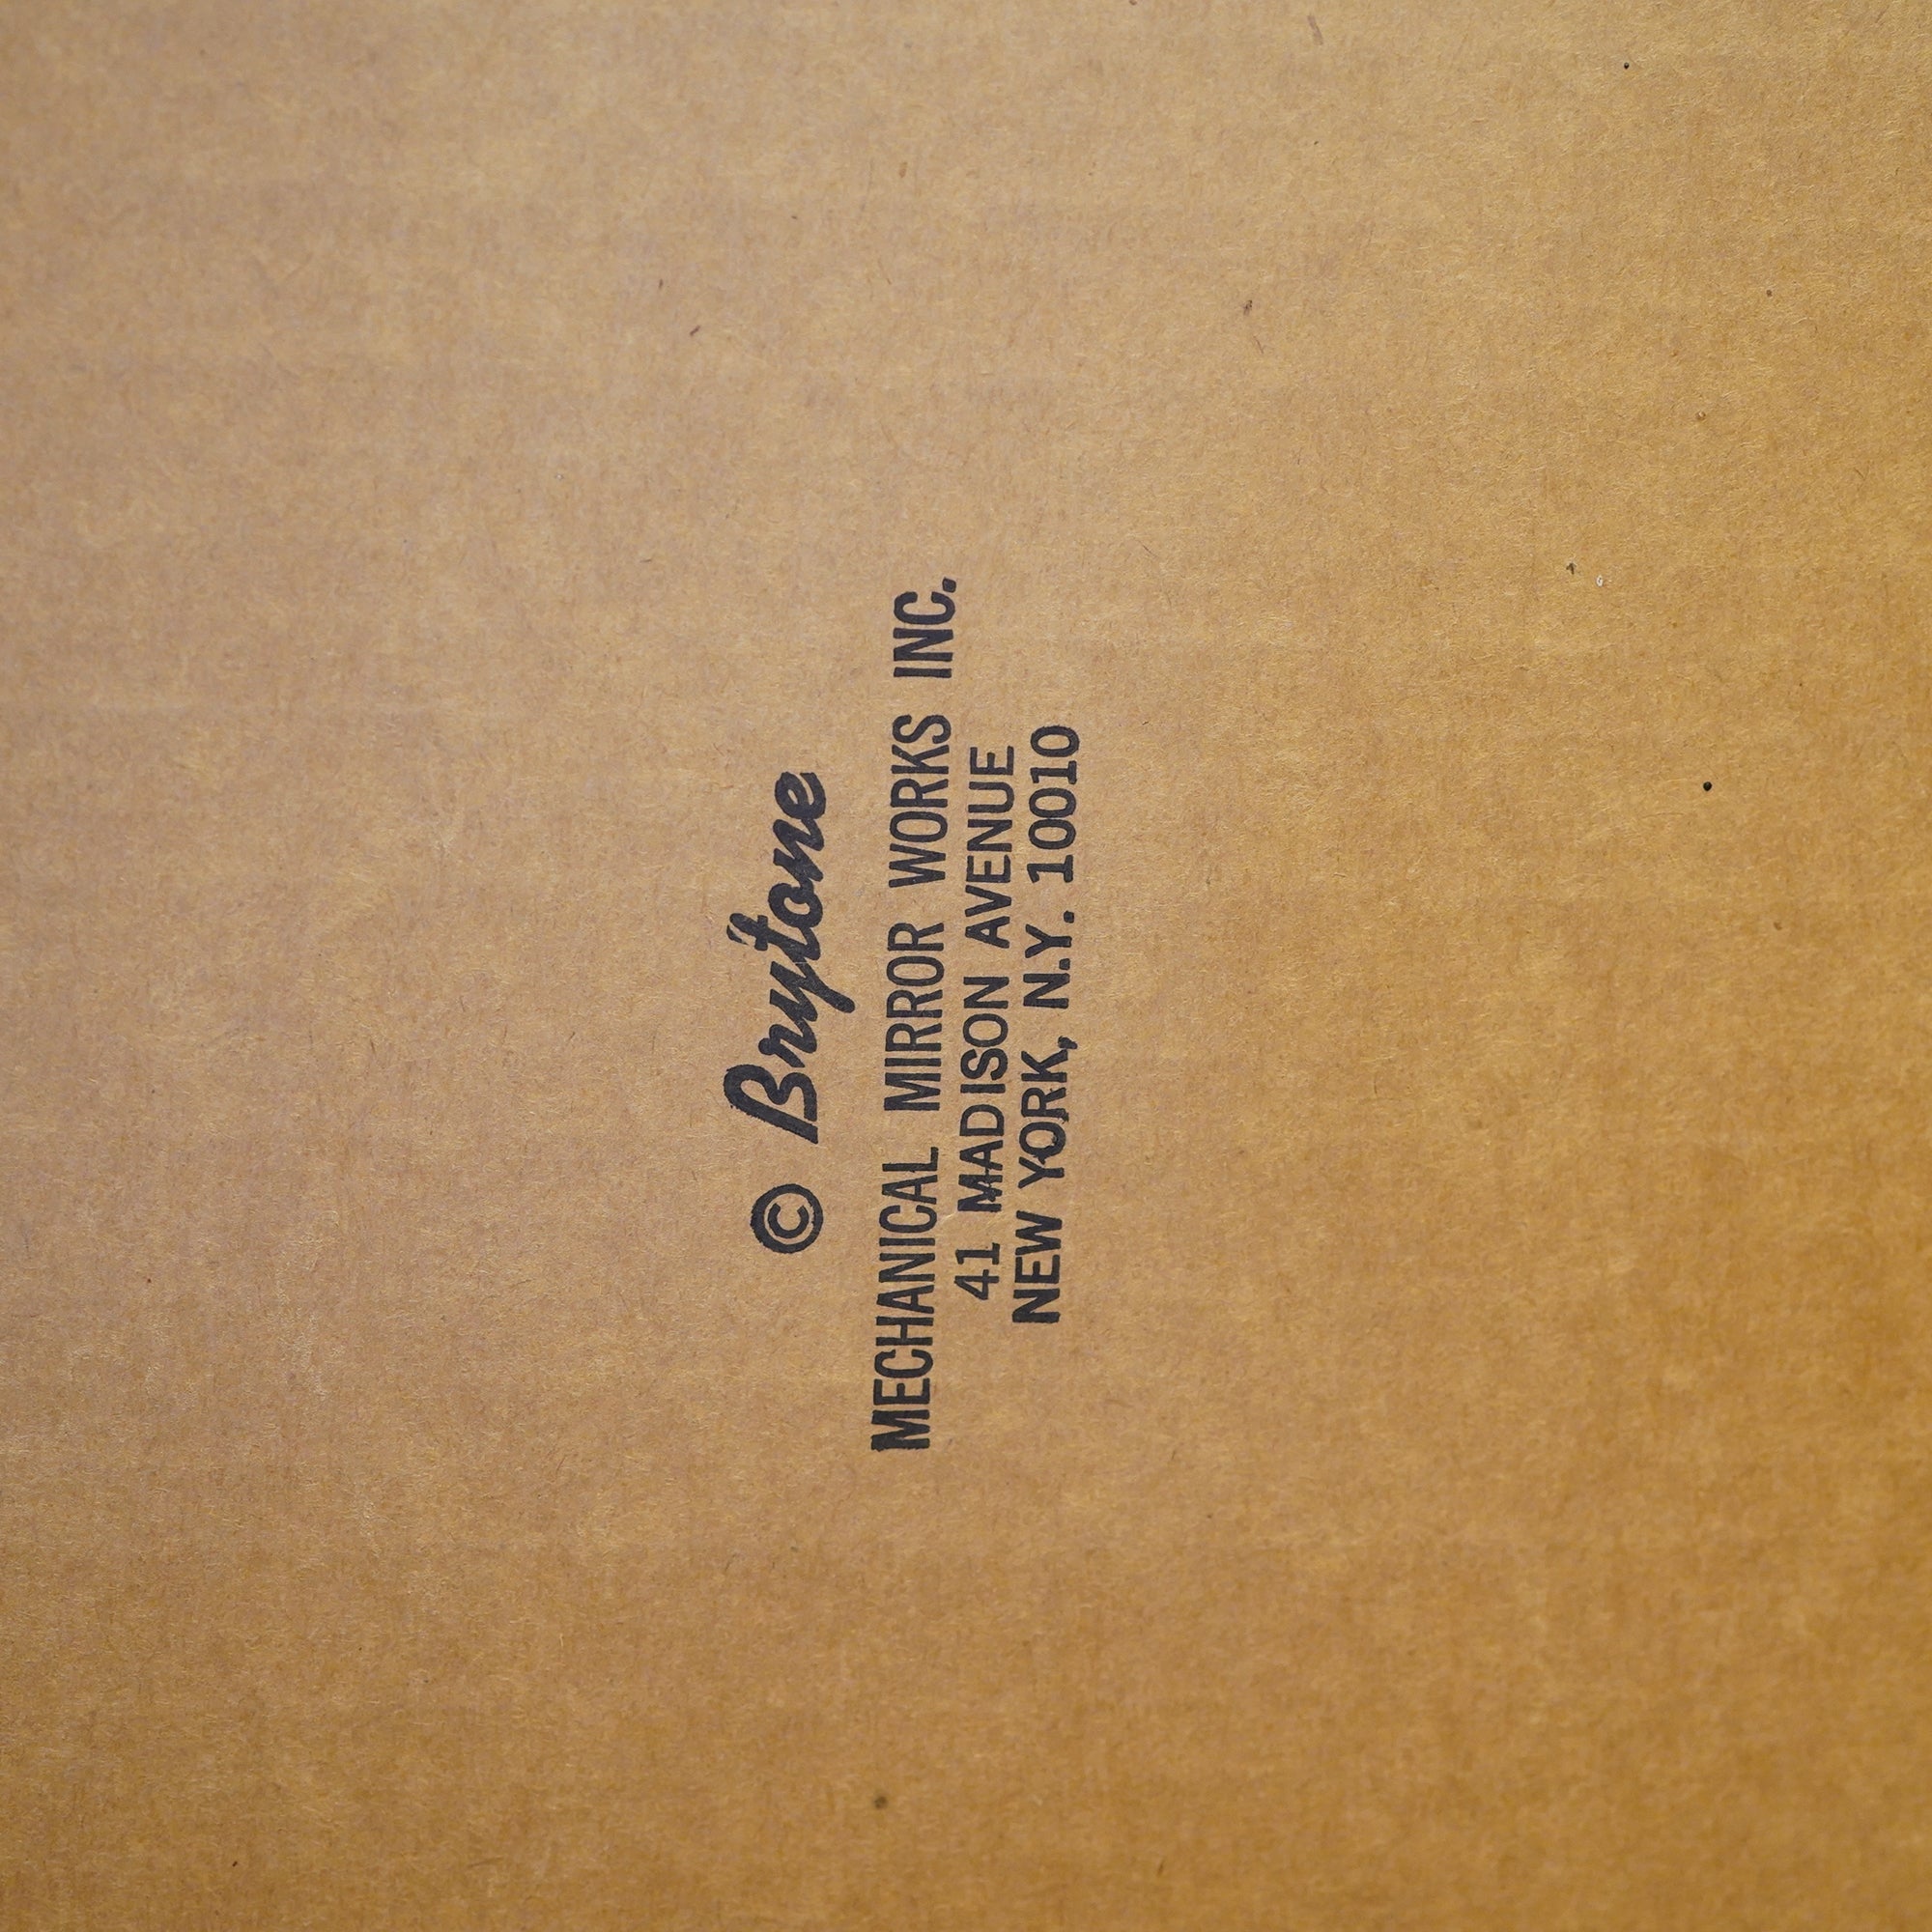 © Brytone
MECHANICAL MIRROR WORKS INC.
41 MADISON AVENUE
NEW YORK, N.Y. 10010